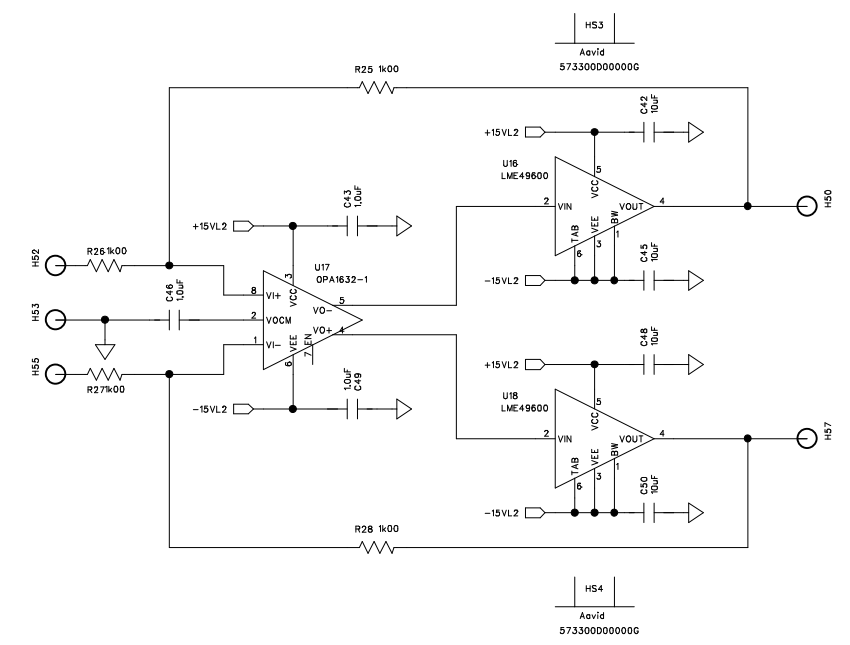 HS3
Aavid
573300D00000G
R25 1k00
C42
10uF
+15VL2
U16
LME49600
5
VCC
2
VIN
VOUT
4
TAB
VEE
BW
6
3
1
H50
C43
1.0uF
+15VL2
-15VL2
C45
10uF
H52
R26 1k00
U17
OPA1632-1
3
VCC
8
VI+
VO-
5
C46
1.0uF
H53
2
VOCM
VO+
4
VEE
EN
1
VI-
6
7
H55
R27 1k00
C48
10uF
+15VL2
-15VL2
1.0uF
C49
U18
LME49600
5
VCC
2
VIN
VOUT
4
TAB
VEE
BW
6
3
1
H57
-15VL2
C50
10uF
R28 1k00
HS4
Aavid
573300D00000G